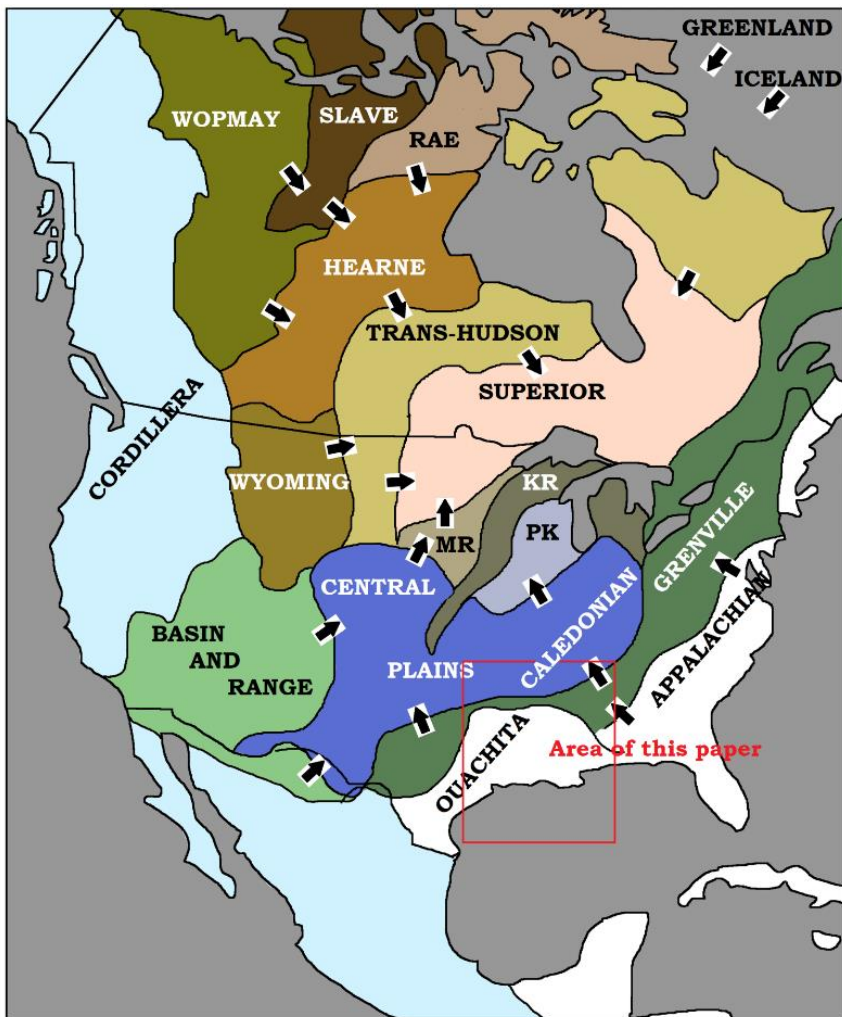 GREENLAND
ICELAND
WOPMAY
SLAVE
RAE
HEARNE
TRANS-HUDSON
SUPERIOR
CORDILLERA
WYOMING
KR
MR
PK
GRENVILLE
CENTRAL
PLAINS
CALEDONIAN
APPALACHIAN
BASIN
AND
RANGE
OUACHITA
Area of this paper